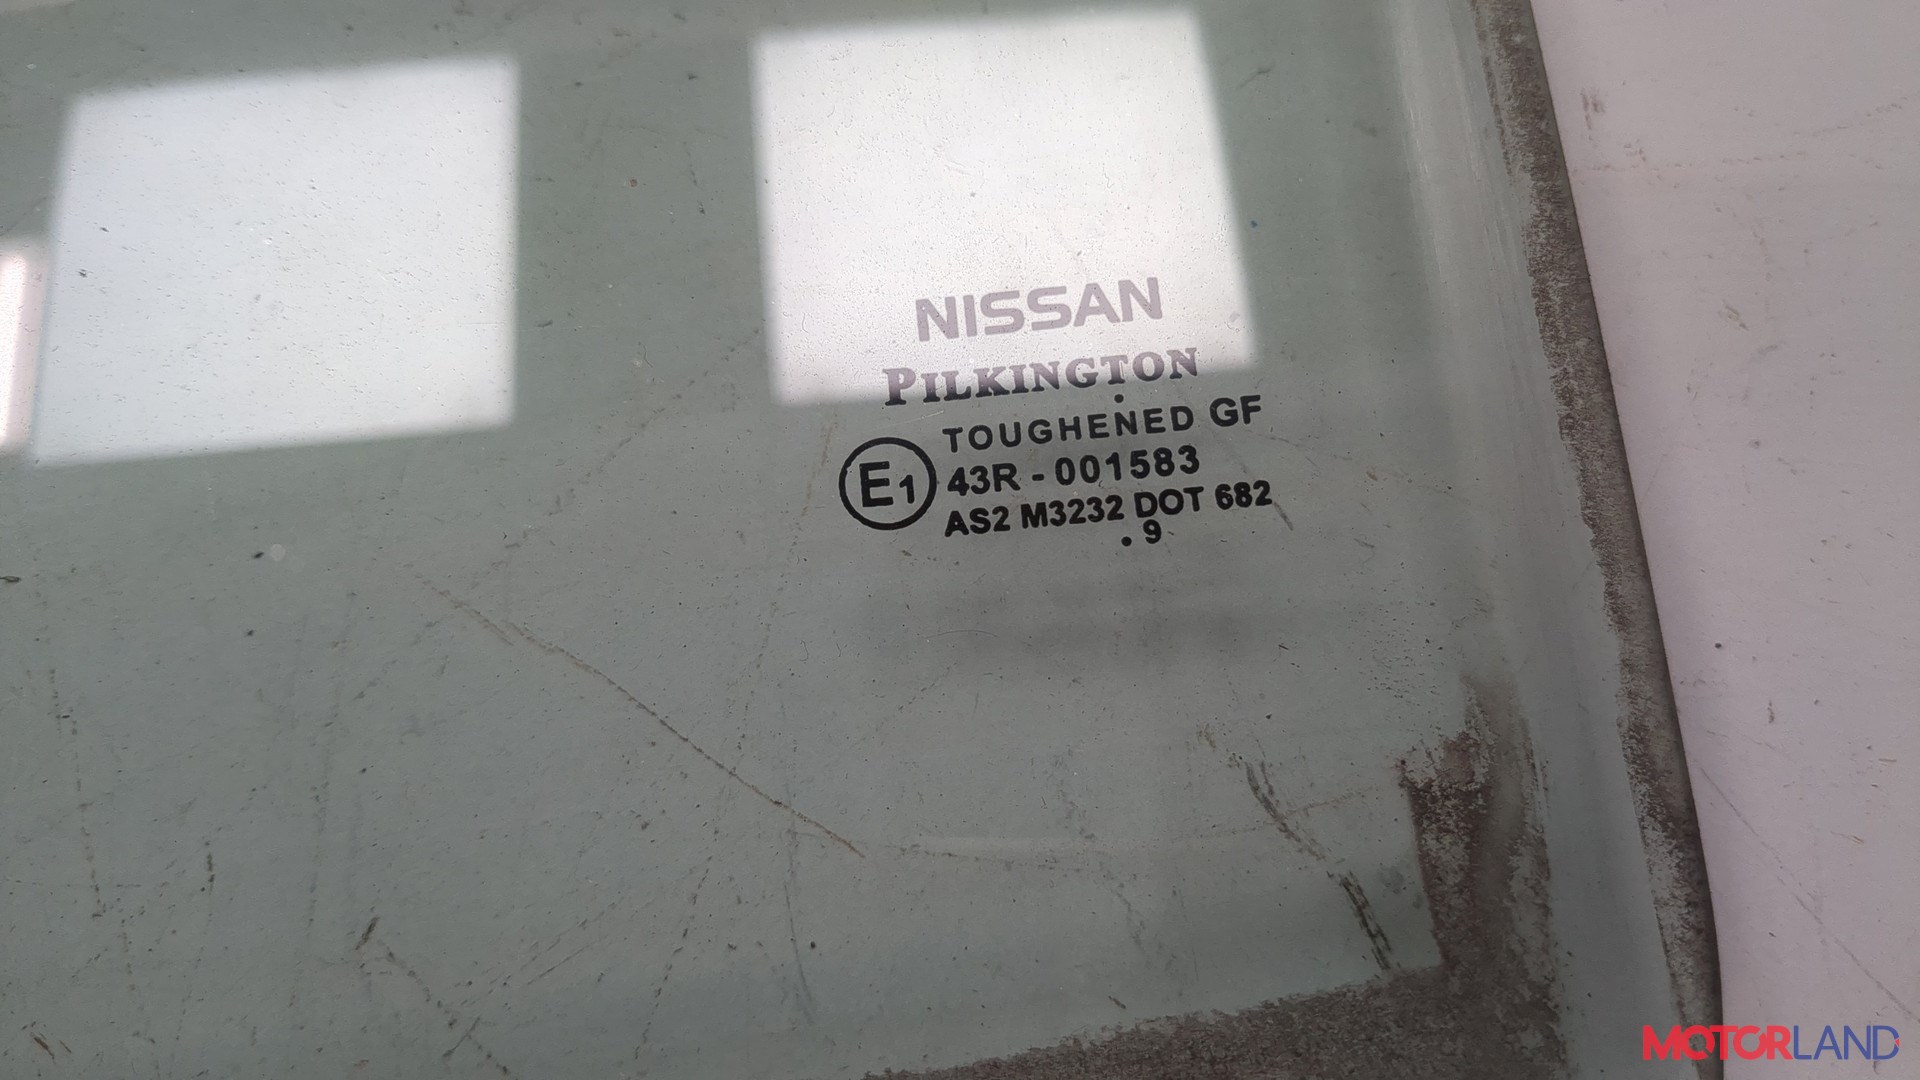 NISSAN
PILKINGTON
TOUGHENED GF
E1 43R - 001583
AS2 M3232 DOT 682
. 9
MOTORLAND